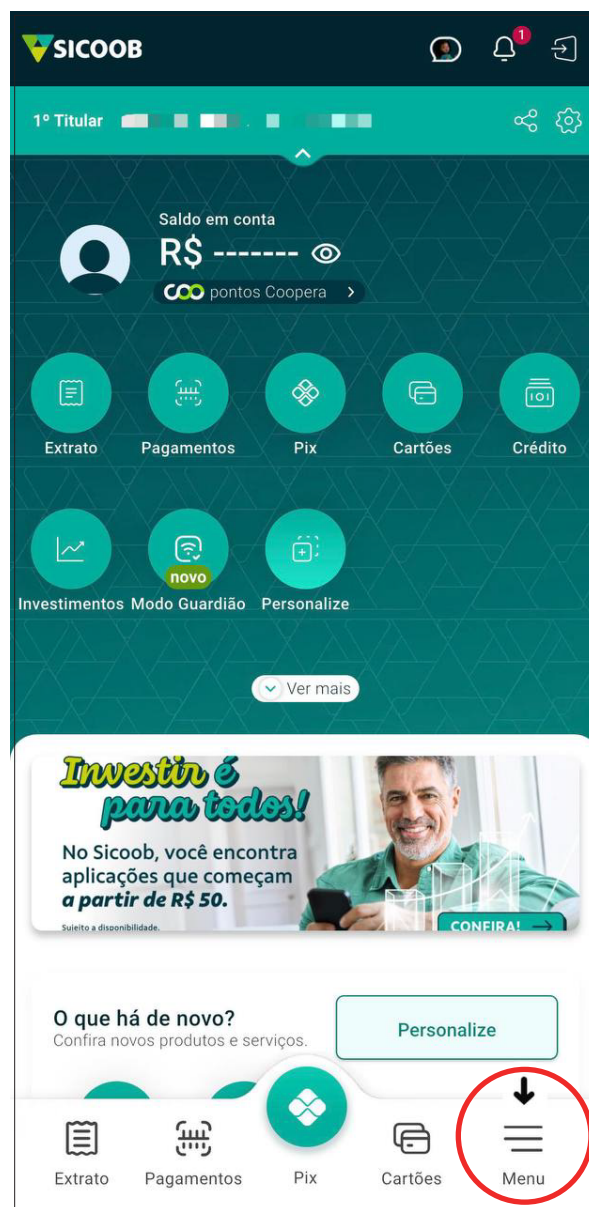 SICOOB
1
1º Titular
Saldo em conta
R$ -------
COO pontos Coopera
Extrato
Pagamentos
Pix
Cartões
Crédito
novo
Investimentos
Modo Guardião
Personalize
Ver mais
Investir é
para todos!
No Sicoob, você encontra
aplicações que começam
a partir de R$ 50.
Sujeito a disponibilidade.
CONFIRA!
O que há de novo?
Confira novos produtos e serviços.
Personalize
Extrato
Pagamentos
Pix
Cartões
Menu